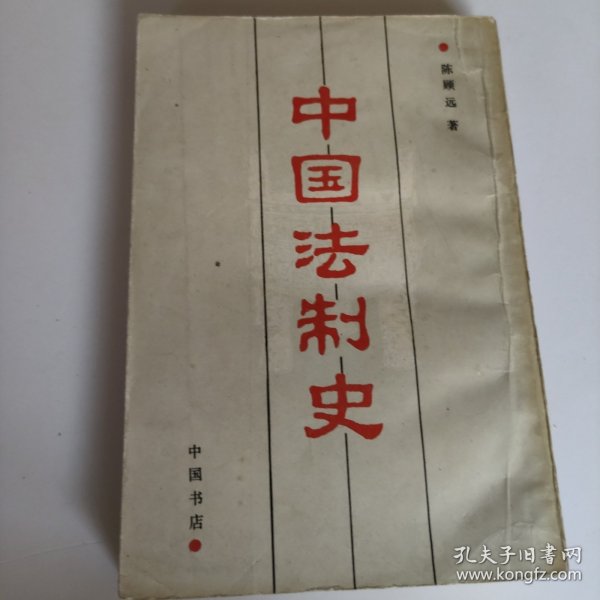 陈顾远 著
中国法制史
中国书店
孔夫子旧书网
www.kongfz.com